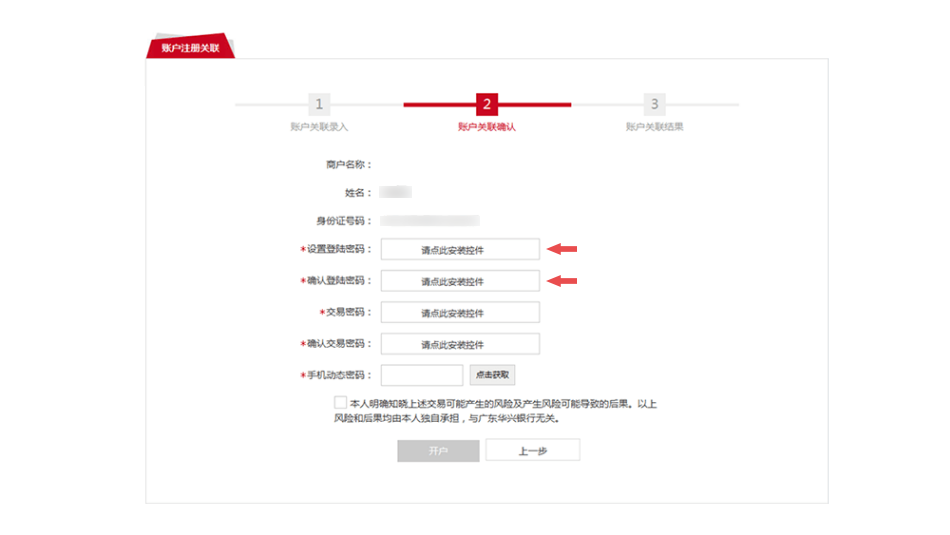 账户注册关联
1
2
3
账户关联录入
账户关联确认
账户关联结果
商户名称：
姓名：
身份证号码：
*设置登陆密码： 请点此安装控件
*确认登陆密码： 请点此安装控件
*交易密码： 请点此安装控件
*确认交易密码： 请点此安装控件
*手机动态密码： 点击获取
本人明确知晓上述交易可能产生的风险及产生风险可能导致的后果。以上
风险和后果均由本人独自承担，与广东华兴银行无关。
开户 上一步